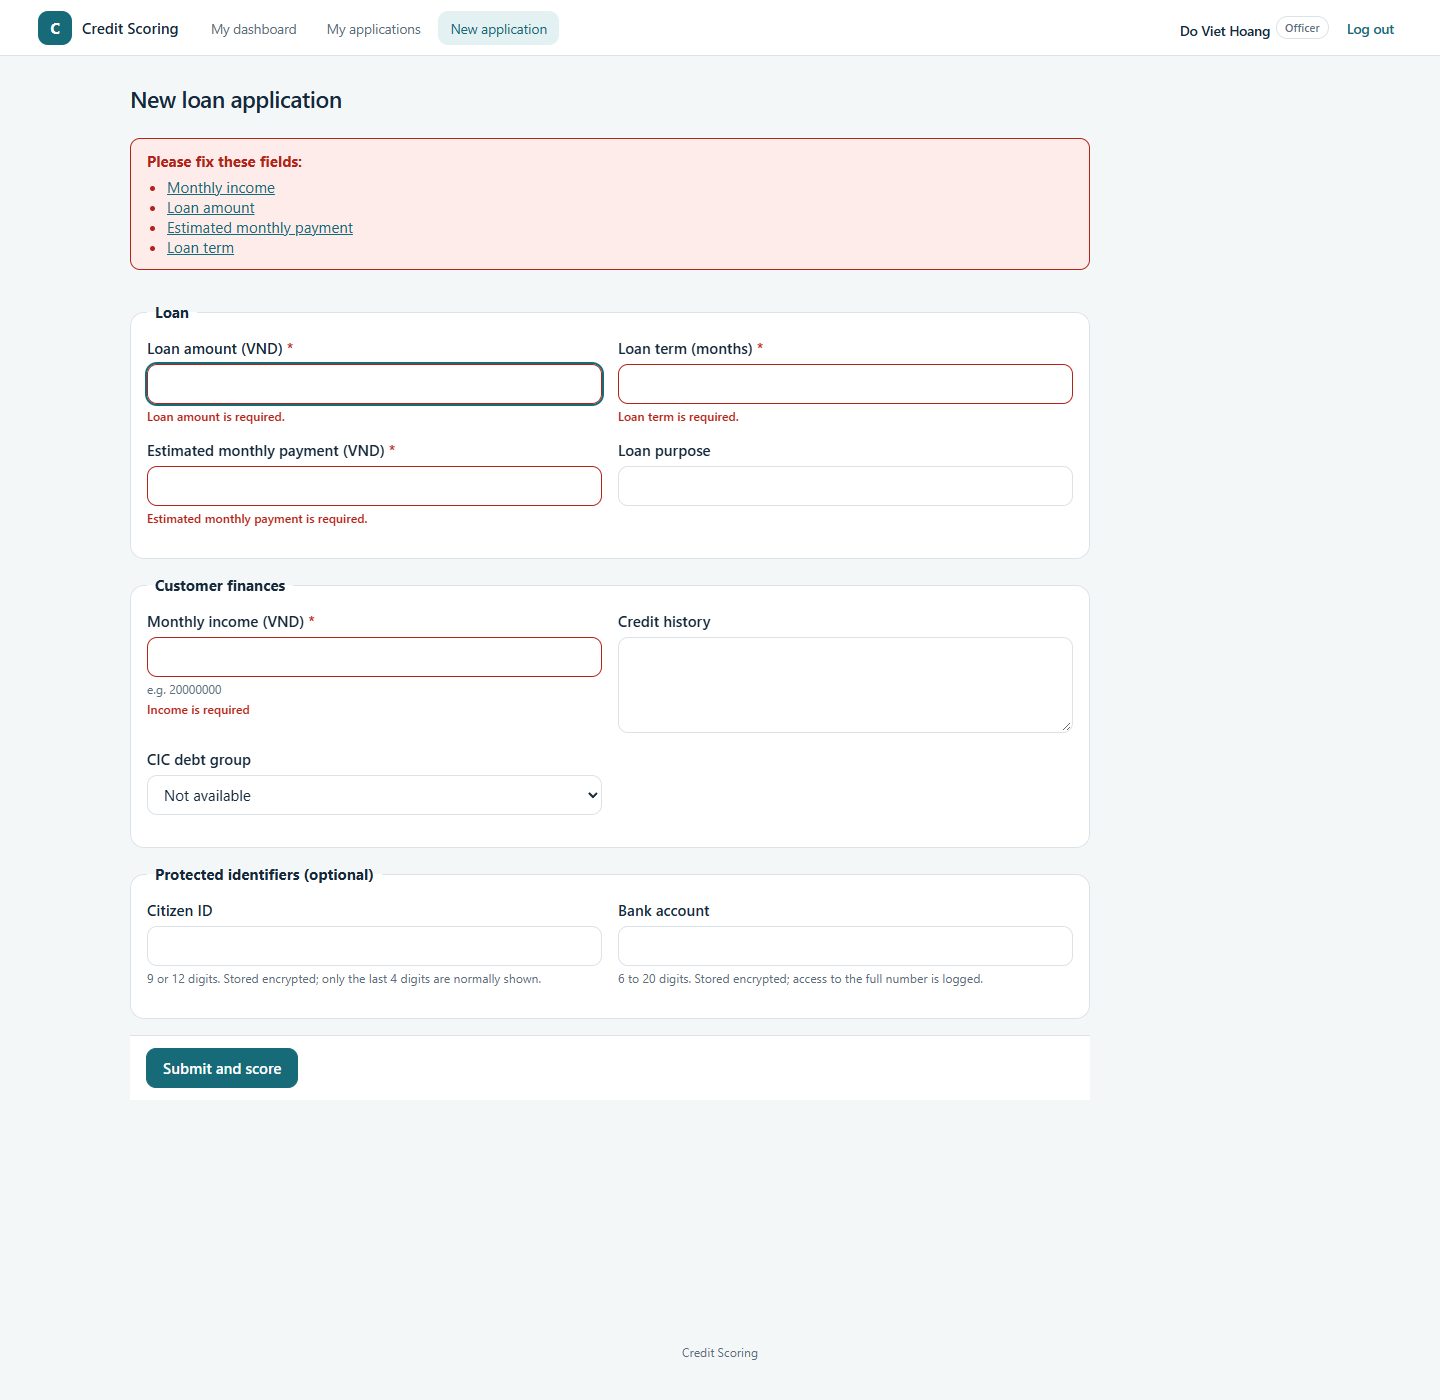 C Credit Scoring My dashboard My applications New application Do Viet Hoang Officer Log out
New loan application
Please fix these fields:
Monthly income
Loan amount
Estimated monthly payment
Loan term
Loan
Loan amount (VND) * Loan term (months) *
Loan amount is required. Loan term is required.
Estimated monthly payment (VND) * Loan purpose
Estimated monthly payment is required.
Customer finances
Monthly income (VND) * Credit history
e.g. 20000000
Income is required
CIC debt group
Not available
Protected identifiers (optional)
Citizen ID Bank account
9 or 12 digits. Stored encrypted; only the last 4 digits are normally shown. 6 to 20 digits. Stored encrypted; access to the full number is logged.
Submit and score
Credit Scoring